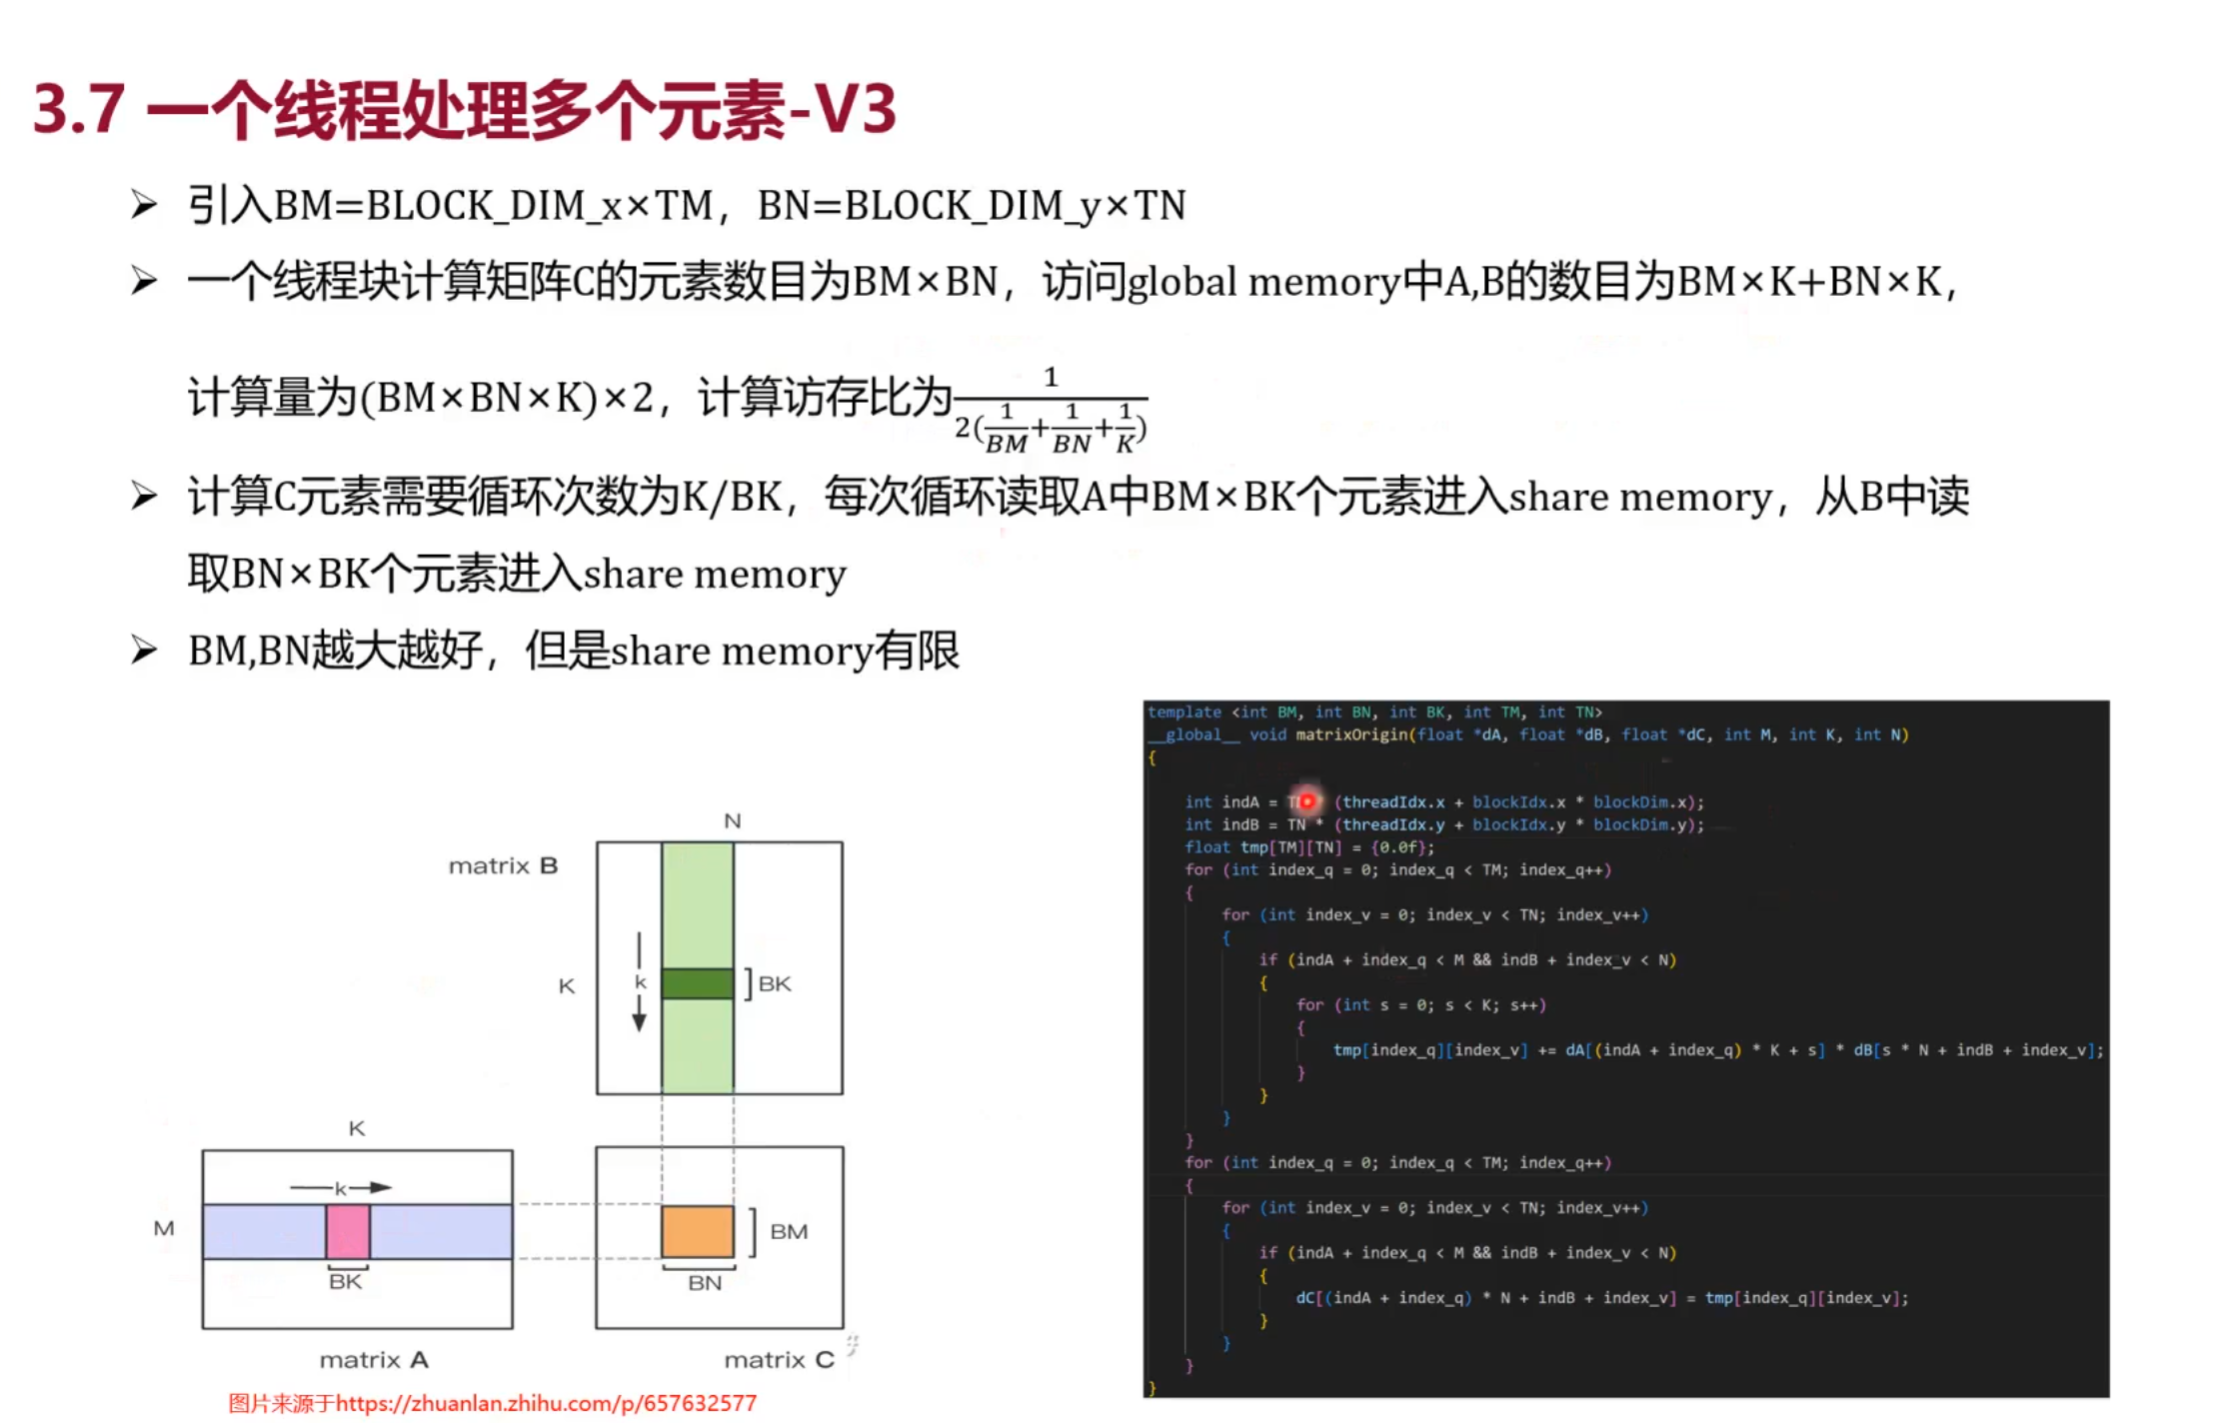 3.7 一个线程处理多个元素-V3
➢ 引入BM=BLOCK_DIM_x×TM，BN=BLOCK_DIM_y×TN
➢ 一个线程块计算矩阵C的元素数目为BM×BN，访问global memory中A,B的数目为BM×K+BN×K，
计算量为(BM×BN×K)×2，计算访存比为1/(2(1/BM+1/BN+1/K))
➢ 计算C元素需要循环次数为K/BK，每次循环读取A中BM×BK个元素进入share memory，从B中读
取BN×BK个元素进入share memory
➢ BM,BN越大越好，但是share memory有限
N
matrix B
K
k
BK
K
k
M
BK
BM
BN
matrix A
matrix C
图片来源于https://zhuanlan.zhihu.com/p/657632577
template <int BM, int BN, int BK, int TM, int TN>
__global__ void matrixOrigin(float *dA, float *dB, float *dC, int M, int K, int N)
{
int indA = (threadIdx.x + blockIdx.x * blockDim.x);
int indB = TN * (threadIdx.y + blockIdx.y * blockDim.y);
float tmp[TM][TN] = {0.0f};
for (int index_q = 0; index_q < TM; index_q++)
{
for (int index_v = 0; index_v < TN; index_v++)
{
if (indA + index_q < M && indB + index_v < N)
{
for (int s = 0; s < K; s++)
{
tmp[index_q][index_v] += dA[(indA + index_q) * K + s] * dB[s * N + indB + index_v];
}
}
}
}
for (int index_q = 0; index_q < TM; index_q++)
{
for (int index_v = 0; index_v < TN; index_v++)
{
if (indA + index_q < M && indB + index_v < N)
{
dC[(indA + index_q) * N + indB + index_v] = tmp[index_q][index_v];
}
}
}
}